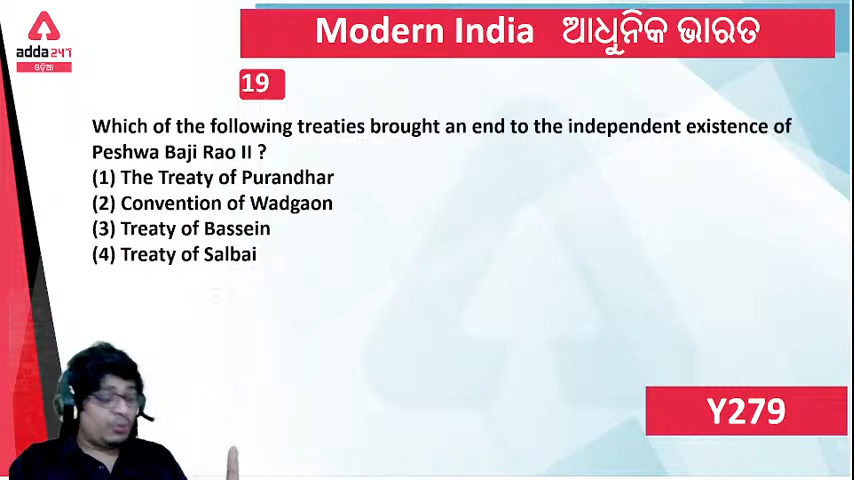 adda247
ଓଡ଼ିଆ
Modern India ଆଧୁନିକ ଭାରତ
19
Which of the following treaties brought an end to the independent existence of
Peshwa Baji Rao II ?
(1) The Treaty of Purandhar
(2) Convention of Wadgaon
(3) Treaty of Bassein
(4) Treaty of Salbai
Y279